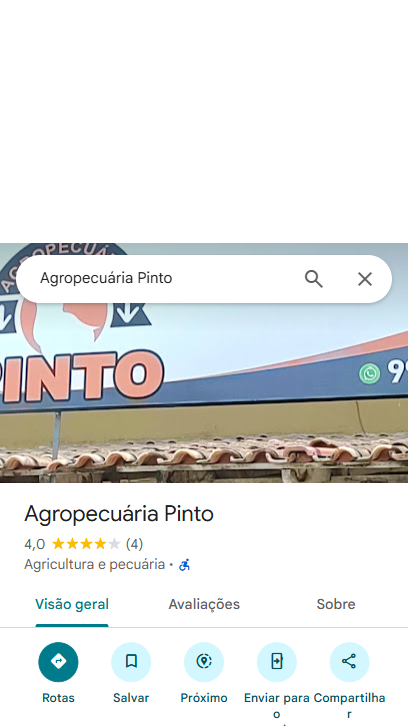 AGROPECUÁ
Agropecuária Pinto
PINTO
9
Agropecuária Pinto
4,0 (4)
Agricultura e pecuária ·
Visão geral
Avaliações
Sobre
Rotas
Salvar
Próximo
Enviar para
o
Compartilha
r